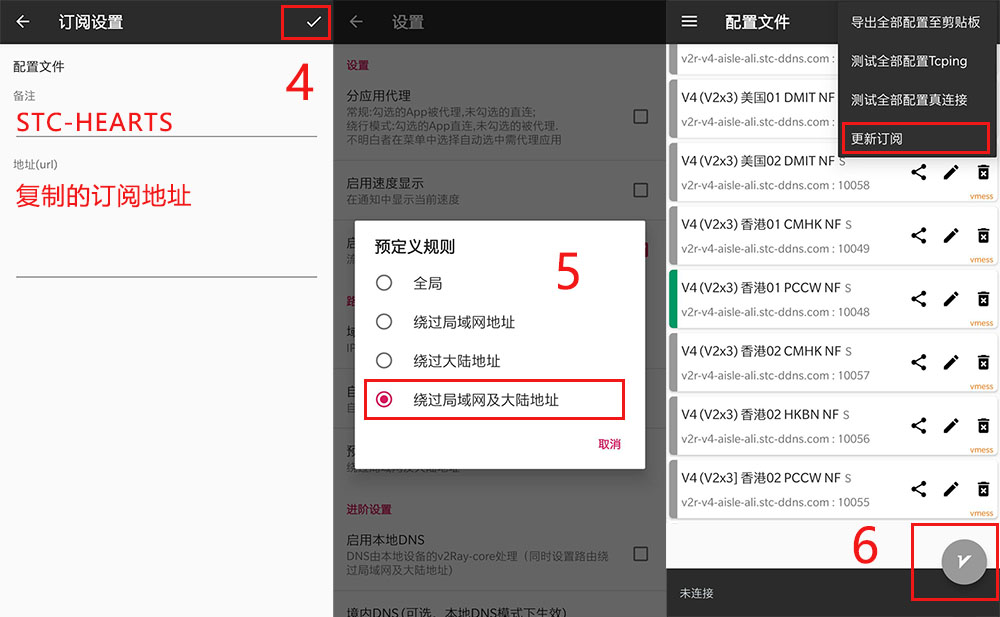 订阅设置
配置文件
4
备注
STC-HEARTS
地址(url)
复制的订阅地址
设置
设置
分应用代理
常规:勾选的App被代理,未勾选的直连;
绕行模式:勾选的App直连,未勾选的被代理.
不明白者在菜单中选择自动选中需代理应用
启用速度显示
在通知中显示当前速度
预定义规则
5
全局
绕过局域网地址
绕过大陆地址
绕过局域网及大陆地址
取消
绕过局域网及大陆地址
进阶设置
启用本地DNS
DNS由本地设备的v2Ray-core处理（同时设置路由绕
过局域网及大陆地址)
境内DNS (可选，本地DNS模式下生效)
配置文件
导出全部配置至剪贴板
测试全部配置Tcping
测试全部配置真连接
更新订阅
v2r-v4-aisle-ali.stc-ddns.com :
V4 (V2x3) 美国01 DMIT NF
v2r-v4-aisle-ali.stc-ddns.com :
V4 (V2x3) 美国02 DMIT NF S
v2r-v4-aisle-ali.stc-ddns.com : 10058
vmess
V4 (V2x3) 香港01 CMHK NF S
v2r-v4-aisle-ali.stc-ddns.com : 10049
vmess
V4 (V2x3) 香港01 PCCW NF S
v2r-v4-aisle-ali.stc-ddns.com : 10048
vmess
V4 (V2x3) 香港02 CMHK NF S
v2r-v4-aisle-ali.stc-ddns.com : 10057
vmess
V4 (V2x3) 香港02 HKBN NF S
v2r-v4-aisle-ali.stc-ddns.com : 10056
vmess
V4 (V2x3] 香港02 PCCW NF S
v2r-v4-aisle-ali.stc-ddns.com : 10055
vmess
6
未连接